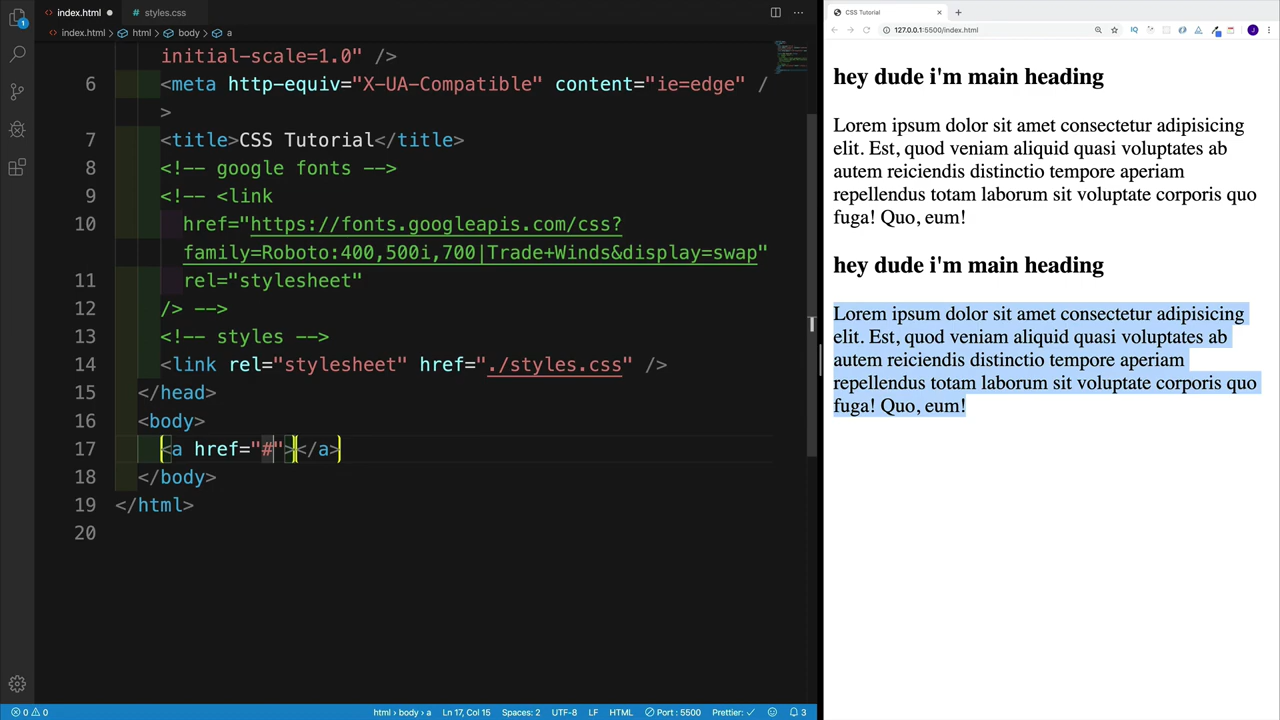 index.html
styles.css
index.html > html > body > a
initial-scale=1.0" />
6 <meta http-equiv="X-UA-Compatible" content="ie=edge" /
>
7 <title>CSS Tutorial</title>
8 <!-- google fonts -->
9 <!-- <link
10 href="https://fonts.googleapis.com/css?
family=Roboto:400,500i,700|Trade+Winds&display=swap"
11 rel="stylesheet"
12 /> -->
13 <!-- styles -->
14 <link rel="stylesheet" href="./styles.css" />
15 </head>
16 <body>
17 <a href="#"></a>
18 </body>
19 </html>
20
1
0 0
html > body > a
Ln 17, Col 15
Spaces: 2
UTF-8
LF
HTML
Port : 5500
Prettier: ✓
3
CSS Tutorial
127.0.0.1:5500/index.html
J
hey dude i'm main heading
Lorem ipsum dolor sit amet consectetur adipisicing
elit. Est, quod veniam aliquid quasi voluptates ab
autem reiciendis distinctio tempore aperiam
repellendus totam laborum sit voluptate corporis quo
fuga! Quo, eum!
hey dude i'm main heading
Lorem ipsum dolor sit amet consectetur adipisicing
elit. Est, quod veniam aliquid quasi voluptates ab
autem reiciendis distinctio tempore aperiam
repellendus totam laborum sit voluptate corporis quo
fuga! Quo, eum!